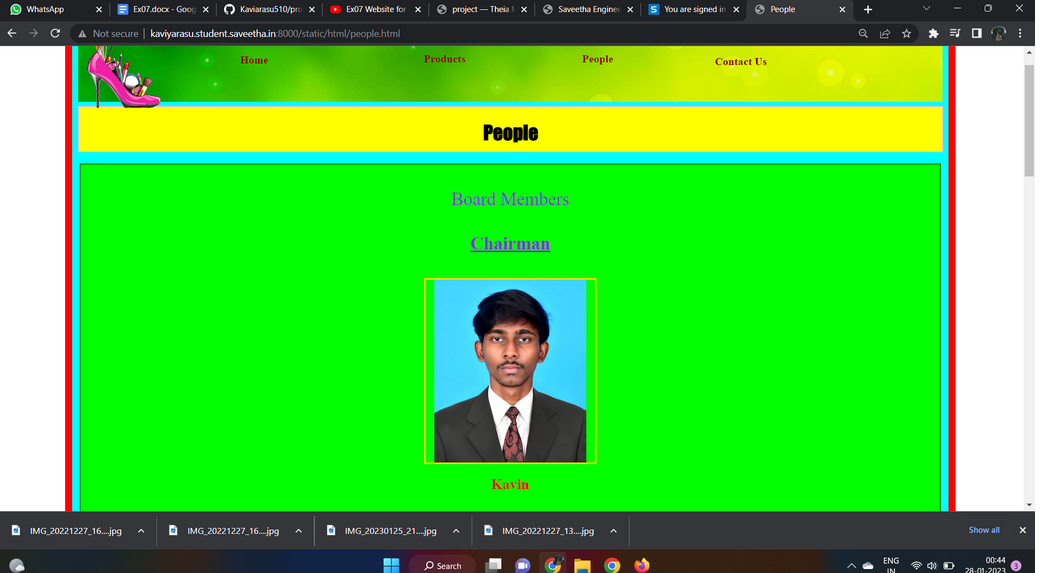 WhatsApp
Ex07.docx - Goog
Kaviarasu510/pro
Ex07 Website for
project — Theia
Saveetha Enginee
You are signed in
People
Not secure
kaviyarasu.student.saveetha.in:8000/static/html/people.html
Home
Products
People
Contact Us
People
Board Members
Chairman
Kavin
IMG_20221227_16....jpg
IMG_20221227_16....jpg
IMG_20230125_21....jpg
IMG_20221227_13....jpg
Show all
Search
ENG
IN
00:44
28-01-2023
3